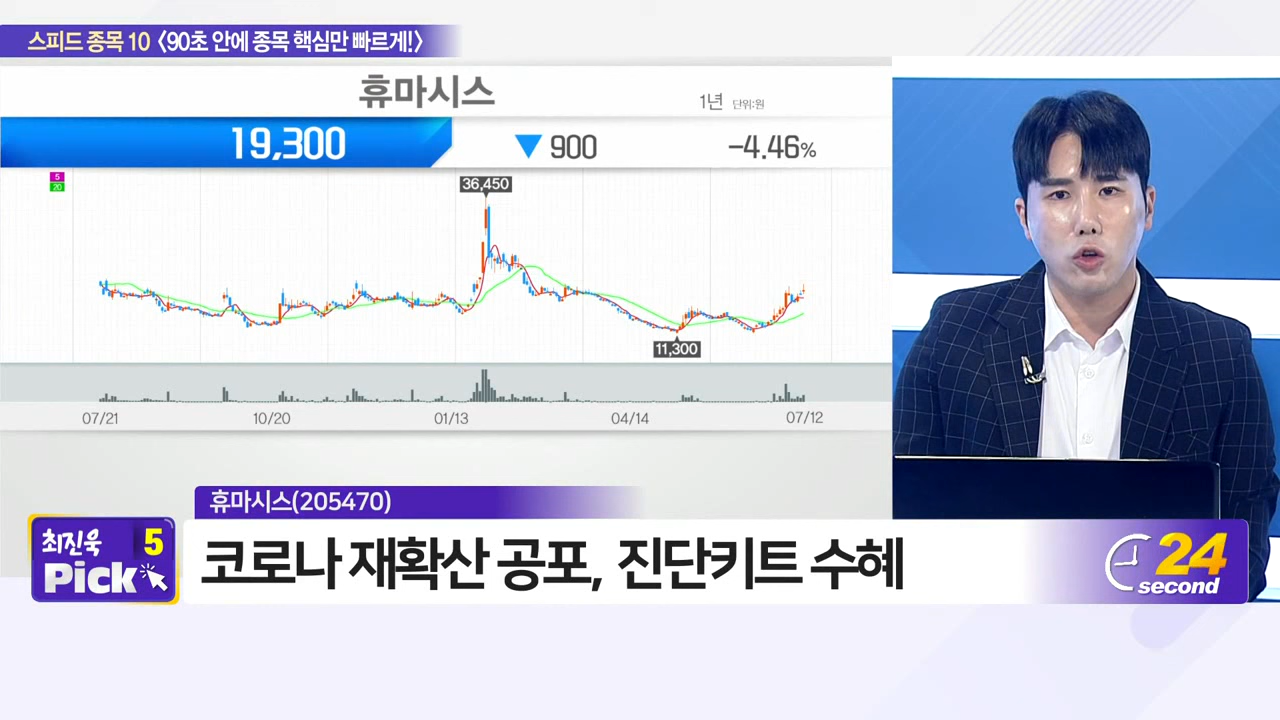 스피드 종목 10 〈90초 안에 종목 핵심만 빠르게!〉
휴마시스
1년 단위:원
19,300 ▼ 900 -4.46%
5
20
36,450
11,300
07/21 10/20 01/13 04/14 07/12
휴마시스(205470)
최진욱 5
Pick
코로나 재확산 공포, 진단키트 수혜
24
second